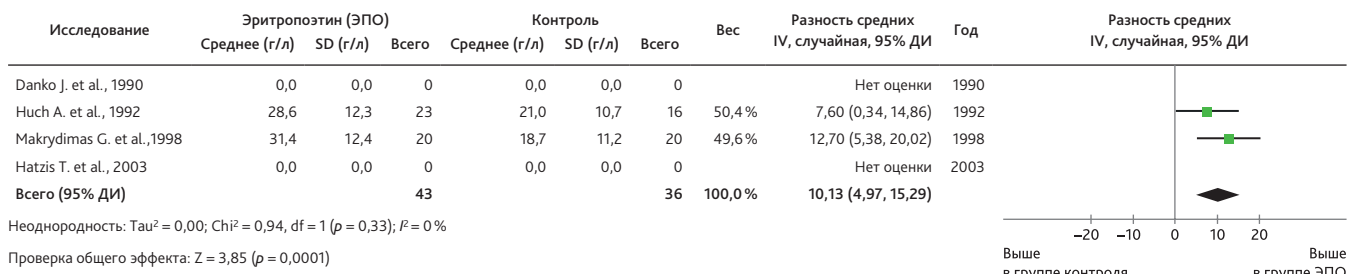 Исследование Эритропоэтин (ЭПО) Контроль Вес Разность средних IV, случайная, 95% ДИ Год Разность средних IV, случайная, 95% ДИ
Среднее (г/л) SD (г/л) Всего Среднее (г/л) SD (г/л) Всего
Danko J. et al., 1990 0,0 0,0 0 0,0 0,0 0 Нет оценки 1990
Huch A. et al., 1992 28,6 12,3 23 21,0 10,7 16 50,4% 7,60 (0,34, 14,86) 1992
Makrydimas G. et al.,1998 31,4 12,4 20 18,7 11,2 20 49,6% 12,70 (5,38, 20,02) 1998
Hatzis T. et al., 2003 0,0 0,0 0 0,0 0,0 0 Нет оценки 2003
Всего (95% ДИ) 43 36 100,0% 10,13 (4,97, 15,29)
Неоднородность: Tau² = 0,00; Chi² = 0,94, df = 1 (p = 0,33); I² = 0%
Проверка общего эффекта: Z = 3,85 (p = 0,0001)
–20 –10 0 10 20
Выше в группе контроля
Выше в группе ЭПО